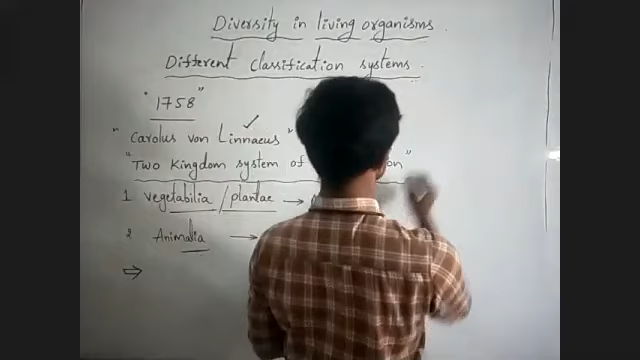 Diversity in living organisms
Different classification systems
"1758"
"Carolus von Linnaeus"
"Two Kingdom system of on"
1 vegetabilia / plantae →
2 Animalia →
⇒